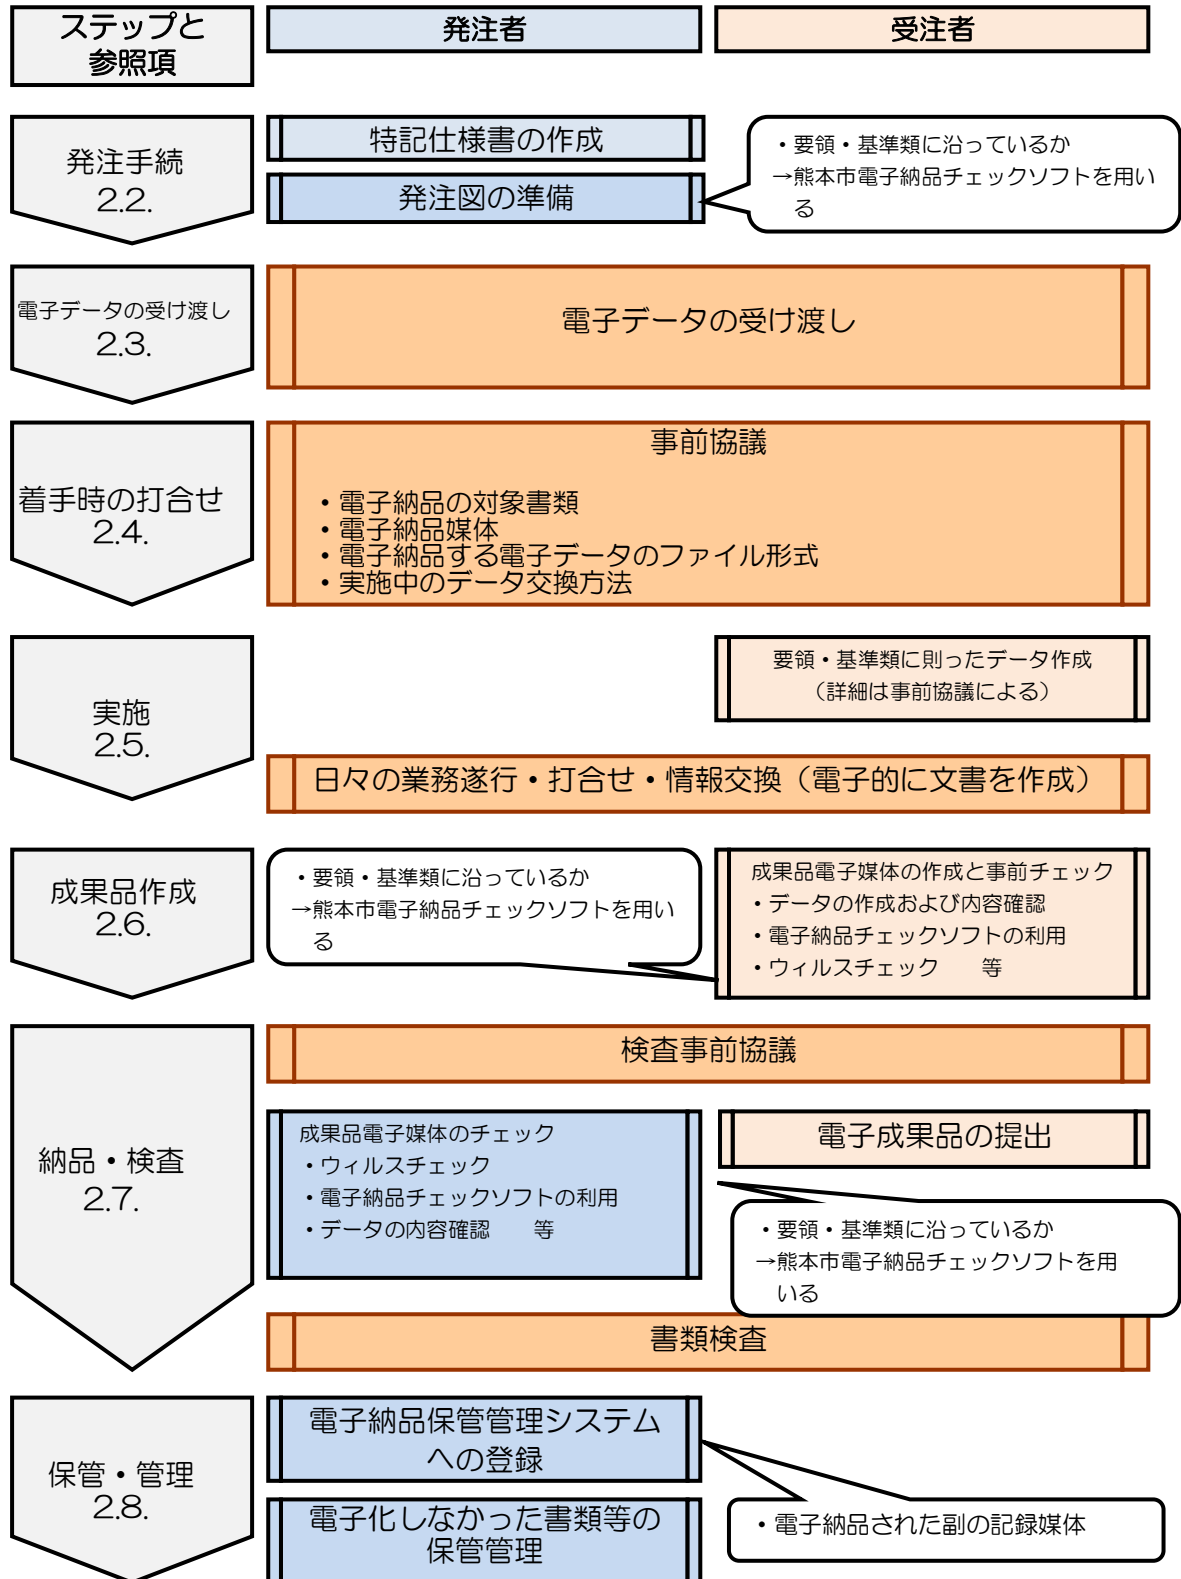 ステップと
参照項
発注者
受注者
発注手続
2.2.
特記仕様書の作成
発注図の準備
・要領・基準類に沿っているか
→熊本市電子納品チェックソフトを用い
る
電子データの受け渡し
2.3.
電子データの受け渡し
着手時の打合せ
2.4.
事前協議
・電子納品の対象書類
・電子納品媒体
・電子納品する電子データのファイル形式
・実施中のデータ交換方法
実施
2.5.
要領・基準類に則ったデータ作成
（詳細は事前協議による）
日々の業務遂行・打合せ・情報交換（電子的に文書を作成）
成果品作成
2.6.
・要領・基準類に沿っているか
→熊本市電子納品チェックソフトを用い
る
成果品電子媒体の作成と事前チェック
・データの作成および内容確認
・電子納品チェックソフトの利用
・ウィルスチェック　　等
納品・検査
2.7.
検査事前協議
成果品電子媒体のチェック
・ウィルスチェック
・電子納品チェックソフトの利用
・データの内容確認　　等
電子成果品の提出
・要領・基準類に沿っているか
→熊本市電子納品チェックソフトを用
いる
書類検査
保管・管理
2.8.
電子納品保管管理システム
への登録
電子化しなかった書類等の
保管管理
・電子納品された副の記録媒体